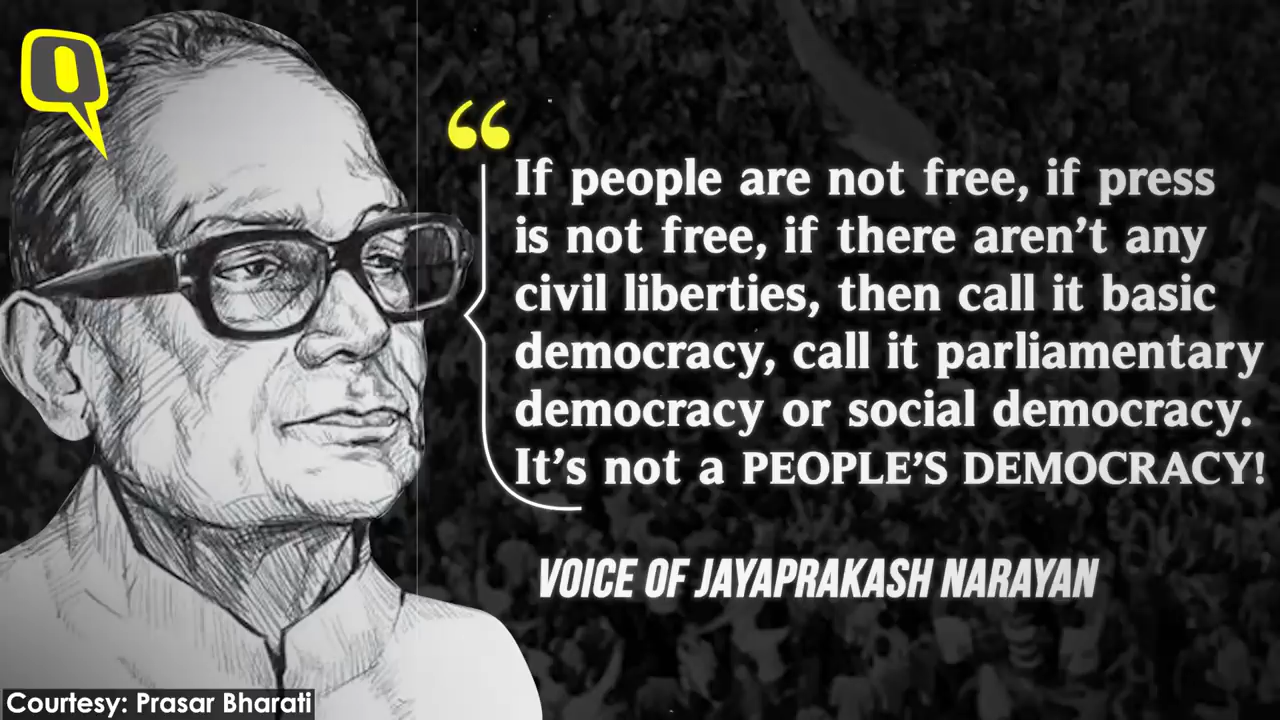 Q
“
If people are not free, if press
is not free, if there aren’t any
civil liberties, then call it basic
democracy, call it parliamentary
democracy or social democracy.
It’s not a PEOPLE’S DEMOCRACY!
VOICE OF JAYAPRAKASH NARAYAN
Courtesy: Prasar Bharati